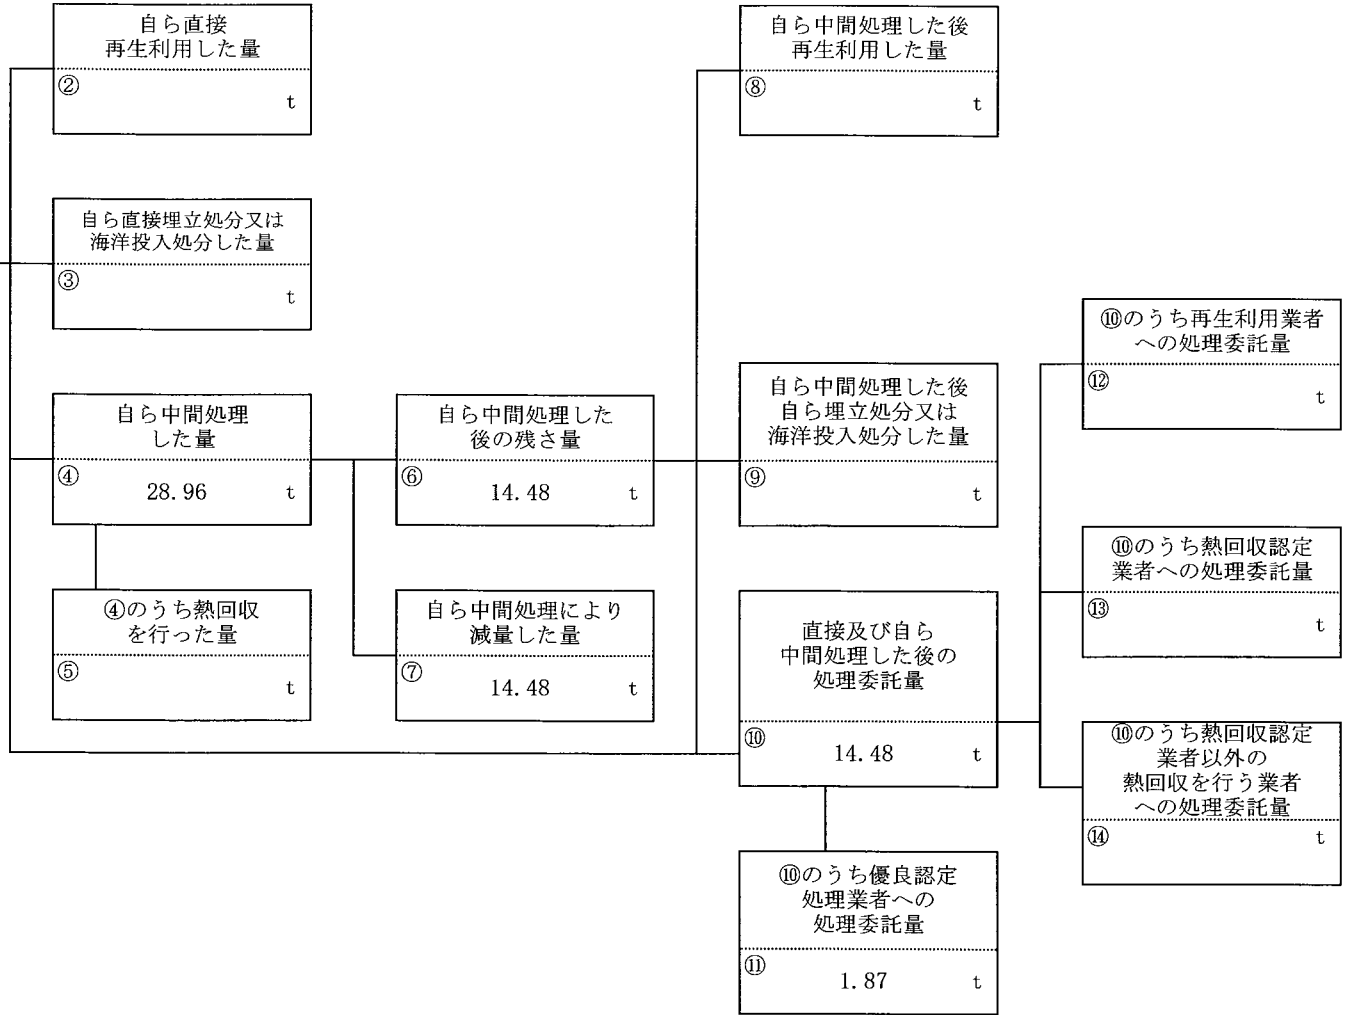 自ら直接
再生利用した量
②
t
自ら直接埋立処分又は
海洋投入処分した量
③
t
自ら中間処理
した量
④
28.96 t
④のうち熱回収
を行った量
⑤
t
自ら中間処理した
後の残さ量
⑥
14.48 t
自ら中間処理により
減量した量
⑦
14.48 t
自ら中間処理した後
再生利用した量
⑧
t
自ら中間処理した後
自ら埋立処分又は
海洋投入処分した量
⑨
t
直接及び自ら
中間処理した後の
処理委託量
⑩
14.48 t
⑩のうち優良認定
処理業者への
処理委託量
⑪
1.87 t
⑩のうち再生利用業者
への処理委託量
⑫
t
⑩のうち熱回収認定
業者への処理委託量
⑬
t
⑩のうち熱回収認定
業者以外の
熱回収を行う業者
への処理委託量
⑭
t